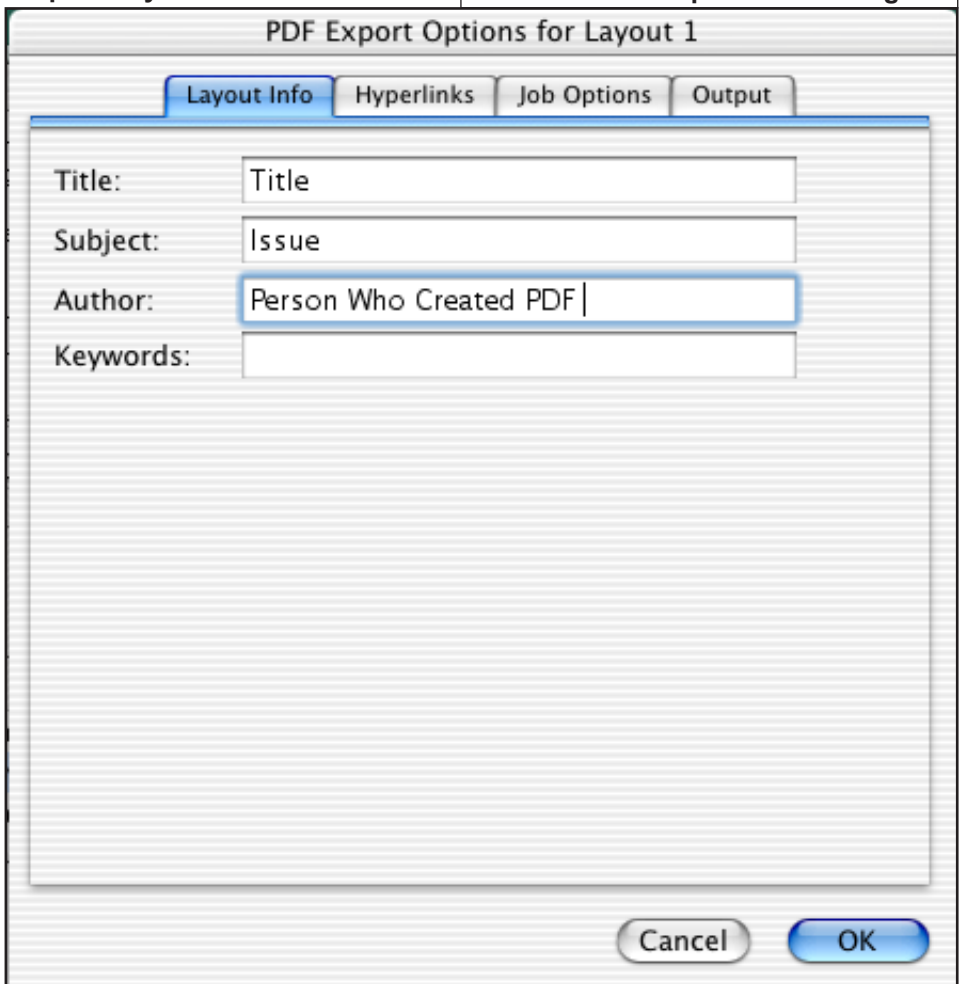 PDF Export Options for Layout 1
Layout Info Hyperlinks Job Options Output
Title: Title
Subject: Issue
Author: Person Who Created PDF
Keywords:
Cancel OK